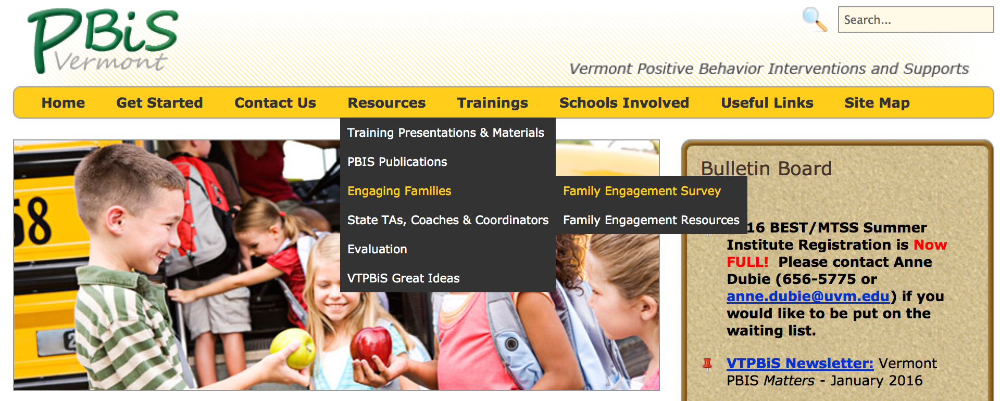 PBiS
Vermont
Search...
Vermont Positive Behavior Interventions and Supports
Home Get Started Contact Us Resources Trainings Schools Involved Useful Links Site Map
Training Presentations & Materials
PBIS Publications
Engaging Families
Family Engagement Survey
State TAs, Coaches & Coordinators
Family Engagement Resources
Evaluation
VTPBiS Great Ideas
58
2
Bulletin Board
16 BEST/MTSS Summer
Institute Registration is Now
FULL! Please contact Anne
Dubie (656-5775 or
anne.dubie@uvm.edu) if you
would like to be put on the
waiting list.
VTPBiS Newsletter: Vermont
PBIS Matters - January 2016